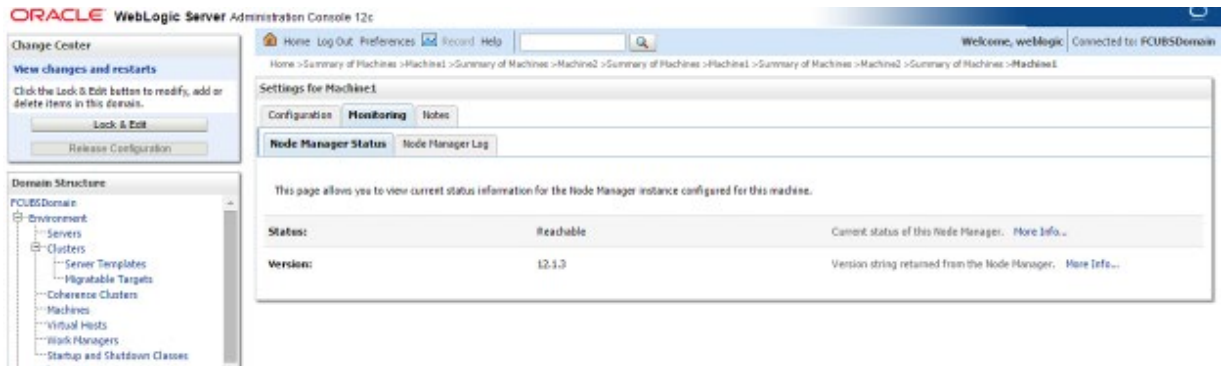 ORACLE WebLogic Server Administration Console 12c
Change Center
View changes and restarts
Click the Lock & Edit button to modify, add or
delete items in this domain.
Lock & Edit
Release Configuration
Domain Structure
FCUBSDomain
Environment
Servers
Clusters
Server Templates
Migratable Targets
Coherence Clusters
Machines
Virtual Hosts
Work Managers
Startup and Shutdown Classes
Home Log Out Preferences Record Help
Welcome, weblogic Connected to: FCUBSDomain
Home >Summary of Machines >Machine1 >Summary of Machines >Machine2 >Summary of Machines >Machine1 >Summary of Machines >Machine2 >Summary of Machines >Machine1
Settings for Machine1
Configuration Monitoring Notes
Node Manager Status Node Manager Log
This page allows you to view current status information for the Node Manager instance configured for this machine.
Status: Reachable Current status of this Node Manager. More Info...
Version: 12.1.3 Version string returned from the Node Manager. More Info...